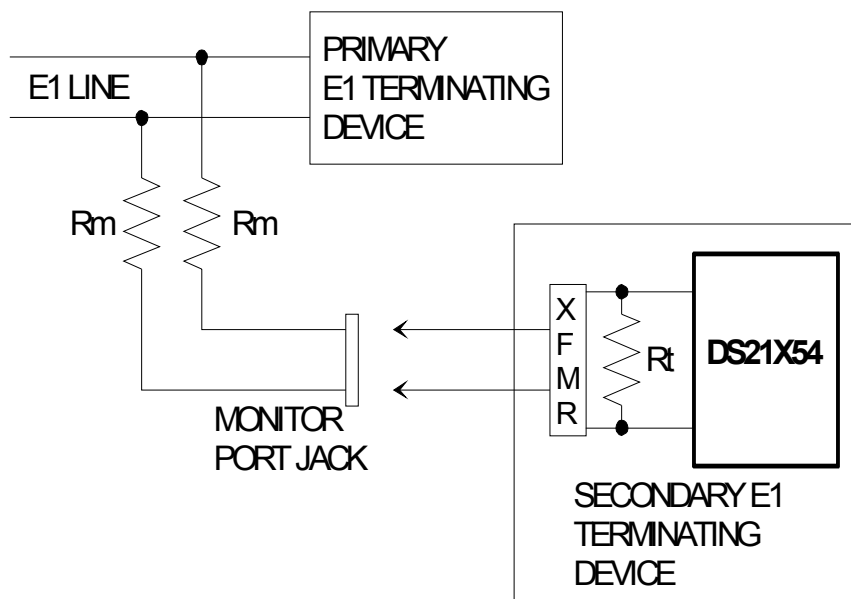 PRIMARY
E1 TERMINATING
DEVICE
E1 LINE
Rm
Rm
X
F
M
R
Rt
DS21X54
MONITOR
PORT JACK
SECONDARY E1
TERMINATING
DEVICE